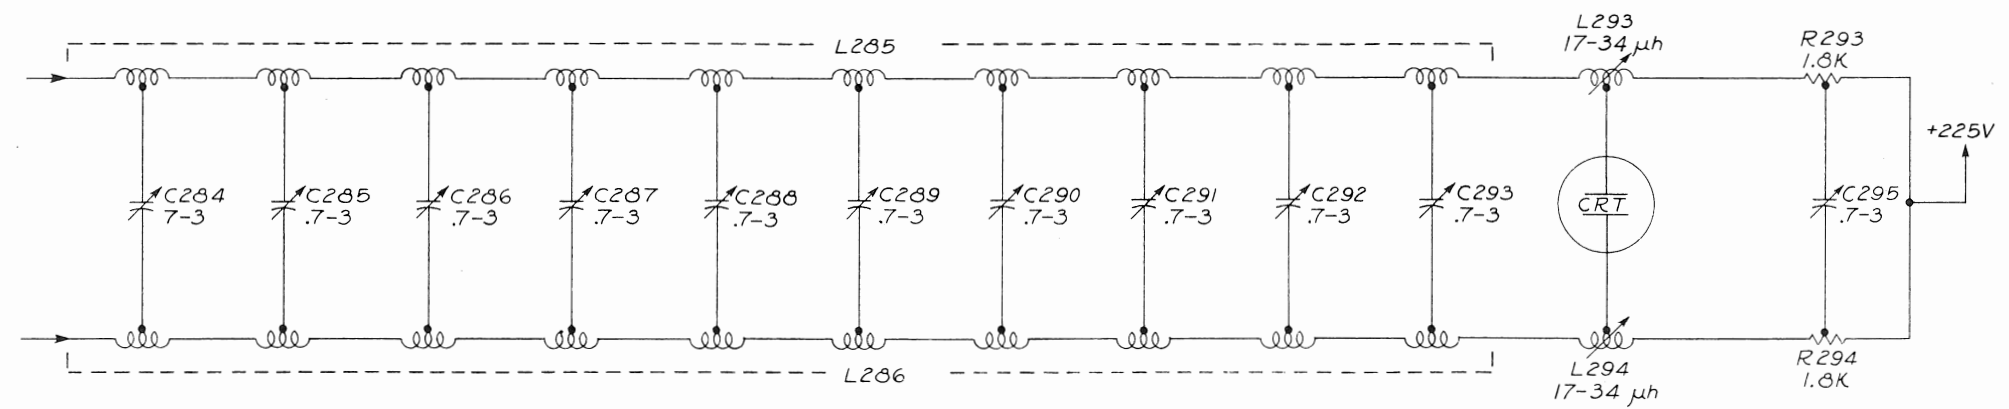 L285
L293
17-34 µh
R293
1.8K
+225V
C284
7-3
C285
.7-3
C286
.7-3
C287
.7-3
C288
.7-3
C289
.7-3
C290
.7-3
C291
.7-3
C292
.7-3
C293
.7-3
CRT
C295
.7-3
L286
L294
17-34 µh
R294
1.8K